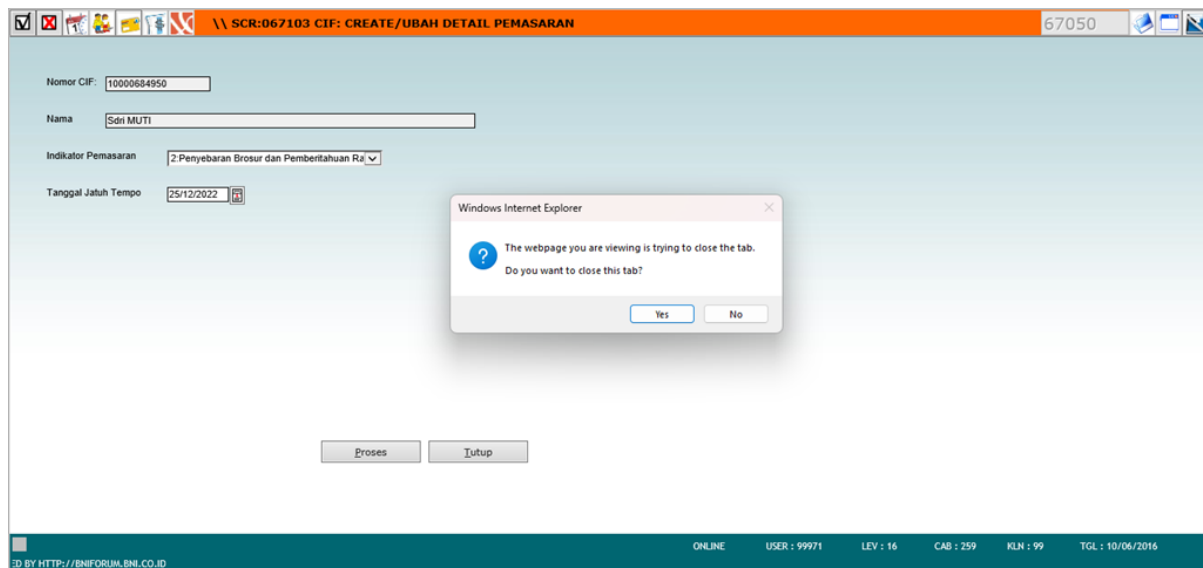 \\ SCR:067103 CIF: CREATE/UBAH DETAIL PEMASARAN
67050
Nomor CIF: 10000684950
Nama Sdri MUTI
Indikator Pemasaran 2:Penyebaran Brosur dan Pemberitahuan Ra
Tanggal Jatuh Tempo 25/12/2022
Windows Internet Explorer
The webpage you are viewing is trying to close the tab.
Do you want to close this tab?
Yes No
Proses Tutup
ONLINE USER : 99971 LEV : 16 CAB : 259 KLN : 99 TGL : 10/06/2016
ED BY HTTP://BNIFORUM.BNI.CO.ID